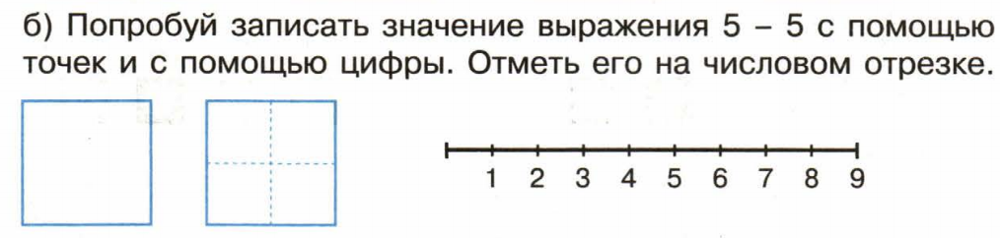 б) Попробуй записать значение выражения 5 – 5 с помощью
точек и с помощью цифры. Отметь его на числовом отрезке.
1 2 3 4 5 6 7 8 9